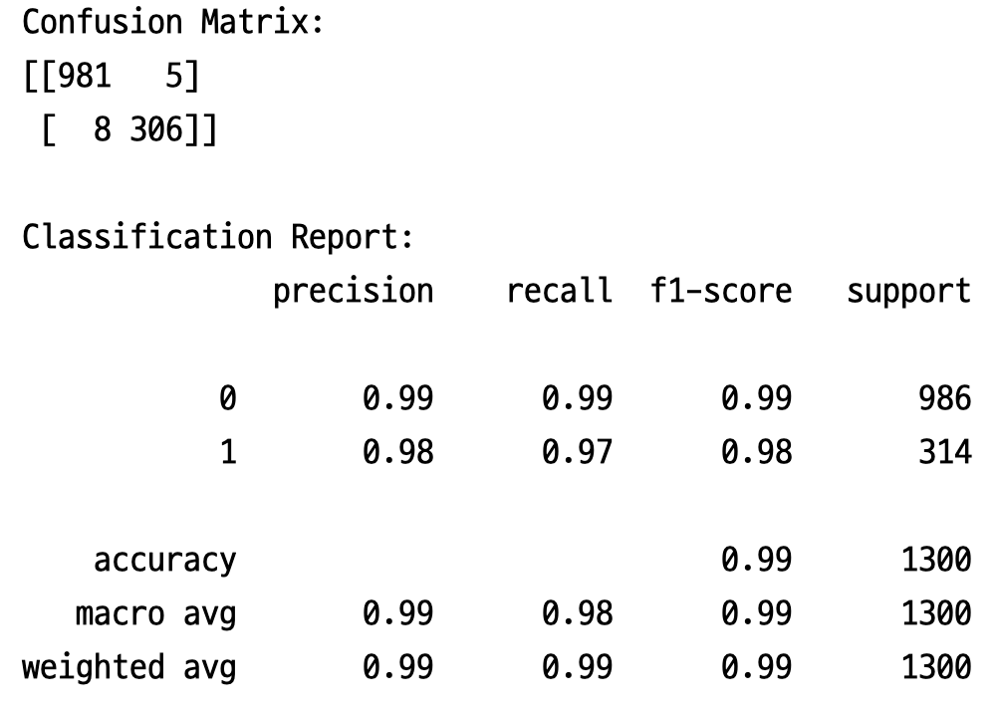 Confusion Matrix:
[[981   5]
 [  8 306]]
Classification Report:
              precision    recall  f1-score   support
           0       0.99      0.99      0.99       986
           1       0.98      0.97      0.98       314
    accuracy                           0.99      1300
   macro avg       0.99      0.98      0.99      1300
weighted avg       0.99      0.99      0.99      1300